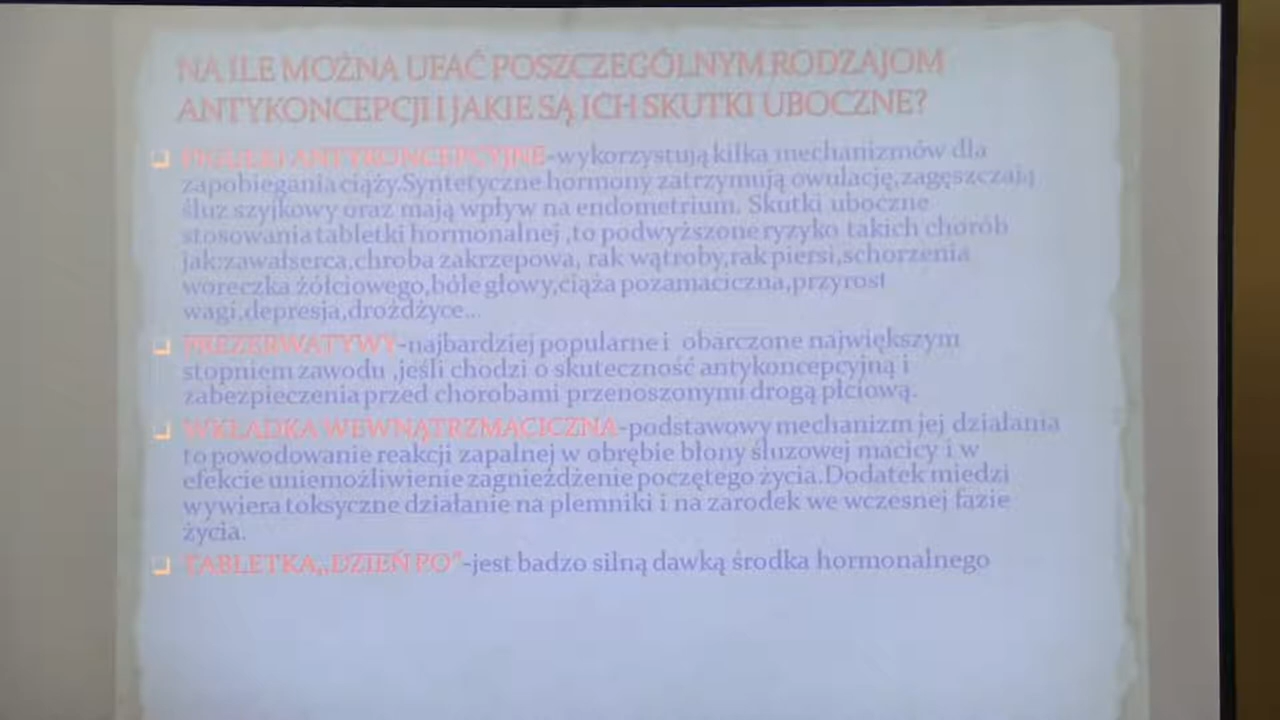 NA ILE MOŻNA UFAĆ POSZCZEGÓLNYM RODZAJOM
ANTYKONCEPCJI I JAKIE SĄ ICH SKUTKI UBOCZNE?
PIGUŁKI ANTYKONCEPCYJNE-wykorzystują kilka mechanizmów dla
zapobiegania ciąży.Syntetyczne hormony zatrzymują owulację,zagęszczają
śluz szyjkowy oraz mają wpływ na endometrium. Skutki uboczne
stosowania tabletki hormonalnej ,to podwyższone ryzyko takich chorób
jak:zawałserca,chroba zakrzepowa, rak wątroby,rak piersi,schorzenia
woreczka żółciowego,bóle głowy,ciąża pozamaciczna,przyrost
wagi,depresja,drożdżyce...
PREZERWATYWY-najbardziej popularne i obarczone największym
stopniem zawodu ,jeśli chodzi o skuteczność antykoncepcyjną i
zabezpieczenia przed chorobami przenoszonymi drogą płciową.
WKŁADKA WEWNĄTRZMACICZNA-podstawowy mechanizm jej działania
to powodowanie reakcji zapalnej w obrębie błony śluzowej macicy i w
efekcie uniemożliwienie zagnieżdżenie poczętego życia.Dodatek miedzi
wywiera toksyczne działanie na plemniki i na zarodek we wczesnej fazie
życia.
TABLETKA„DZIEŃ PO"-jest badzo silną dawką środka hormonalnego